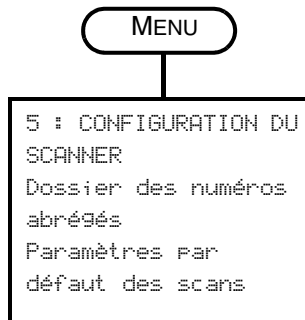 MENU
5 : CONFIGURATION DU
SCANNER
Dossier des numéros
abrégés
Paramètres par
défaut des scans